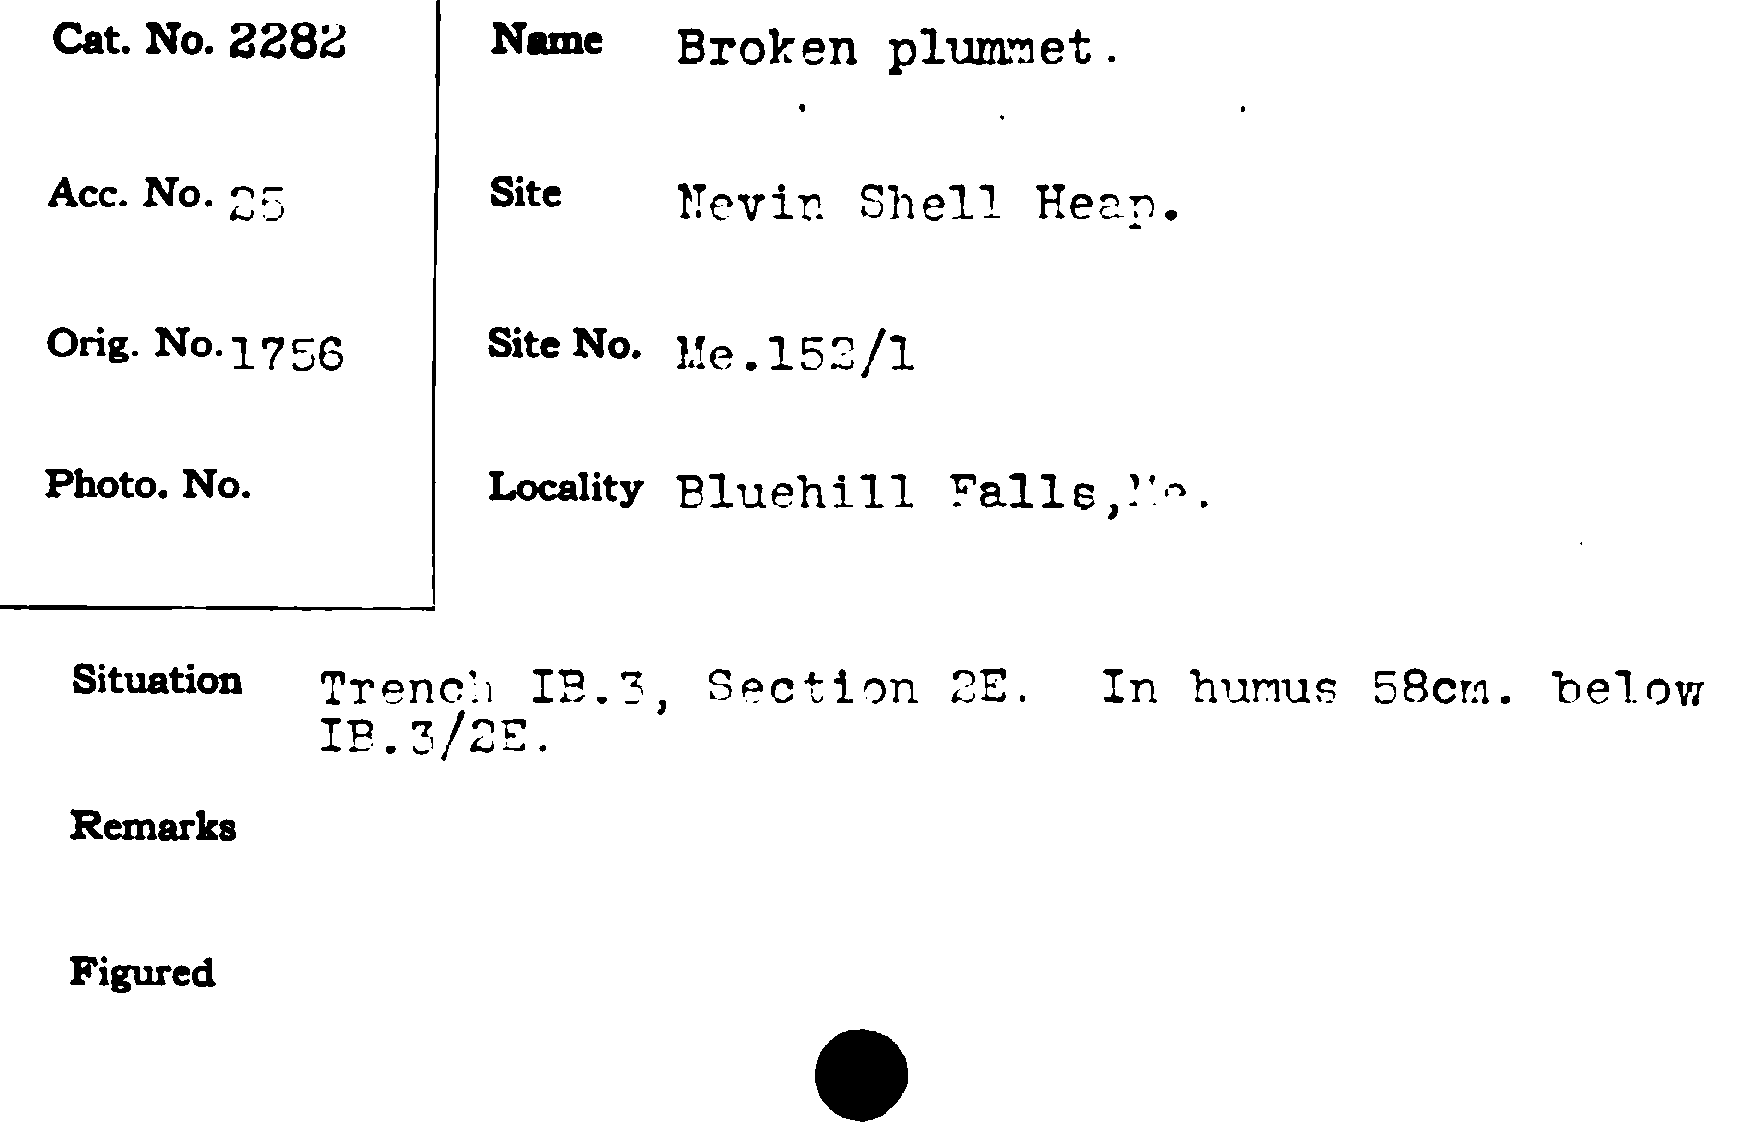 Cat. No. 2282
Name Broken plummet.
Acc. No. 25
Site Nevin Shell Heap.
Orig. No. 1756
Site No. Me.152/1
Photo. No.
Locality Bluehill Falls,Me.
Situation Trench IB.3, Section 2E. In humus 58cm. below
IB.3/2E.
Remarks
Figured